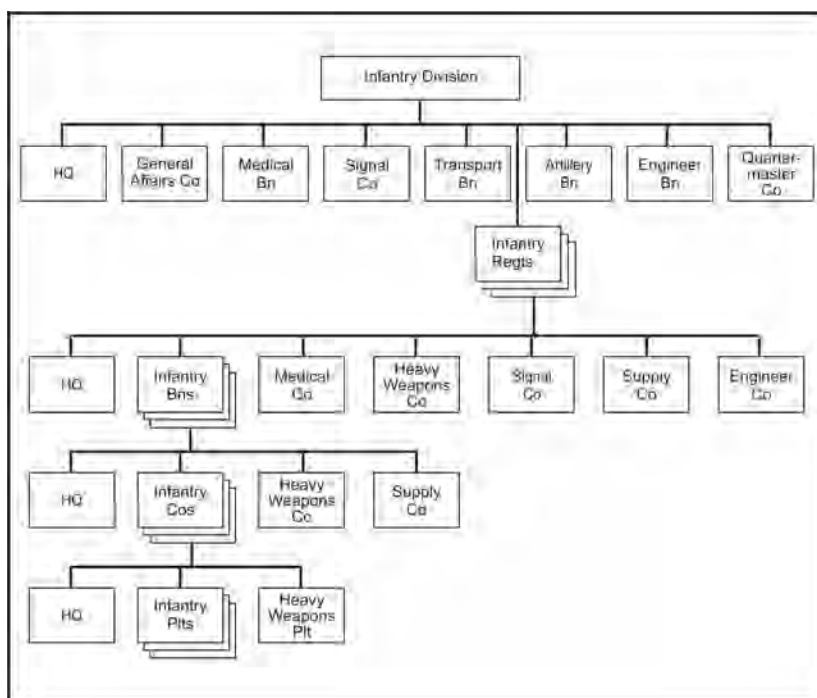 Infantry Division
HQ
General
Affairs Co
Medical
Bn
Signal
Co
Transport
Bn
Artillery
Bn
Engineer
Bn
Quarter-
master
Co
Infantry
Regts
HQ
Infantry
Bns
Medical
Co
Heavy
Weapons
Co
Signal
Co
Supply
Co
Engineer
Co
HQ
Infantry
Cos
Heavy
Weapons
Co
Supply
Co
HQ
Infantry
Plts
Heavy
Weapons
Plt